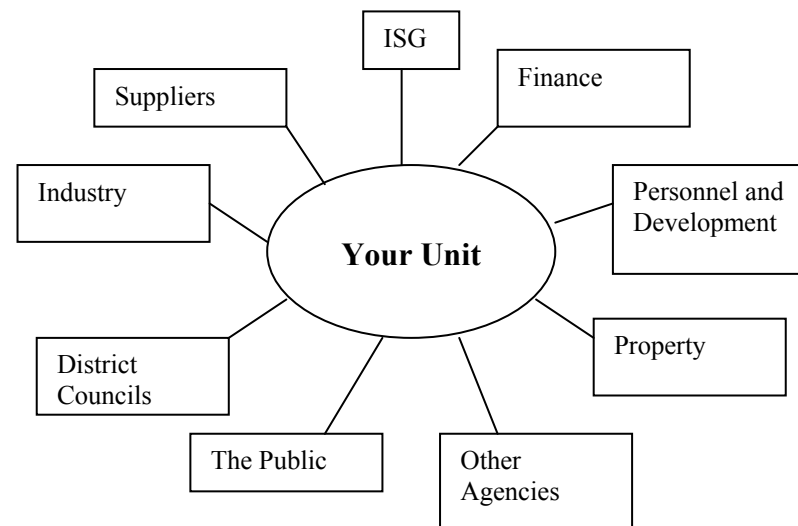 ISG
Finance
Suppliers
Personnel and
Development
Industry
Your Unit
Property
District
Councils
The Public
Other
Agencies